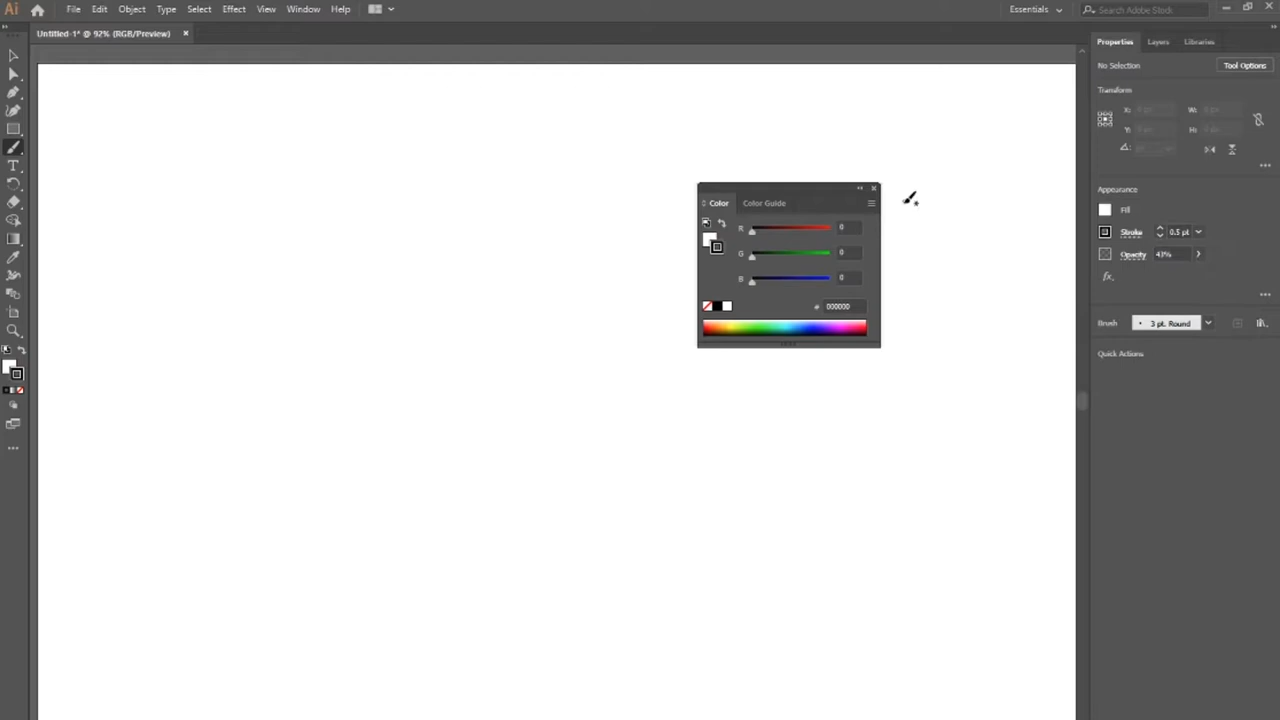 Ai File Edit Object Type Select Effect View Window Help Essentials Search Adobe Stock
Untitled-1* @ 92% (RGB/Preview)
Properties Layers Libraries
No Selection Tool Options
Transform
X: W:
Y: H:
Appearance
Fill
Stroke 0.5 pt
Opacity 43%
fx.
Brush 3 pt. Round
Quick Actions
Color Color Guide
R 0
G 0
B 0
# 000000
T